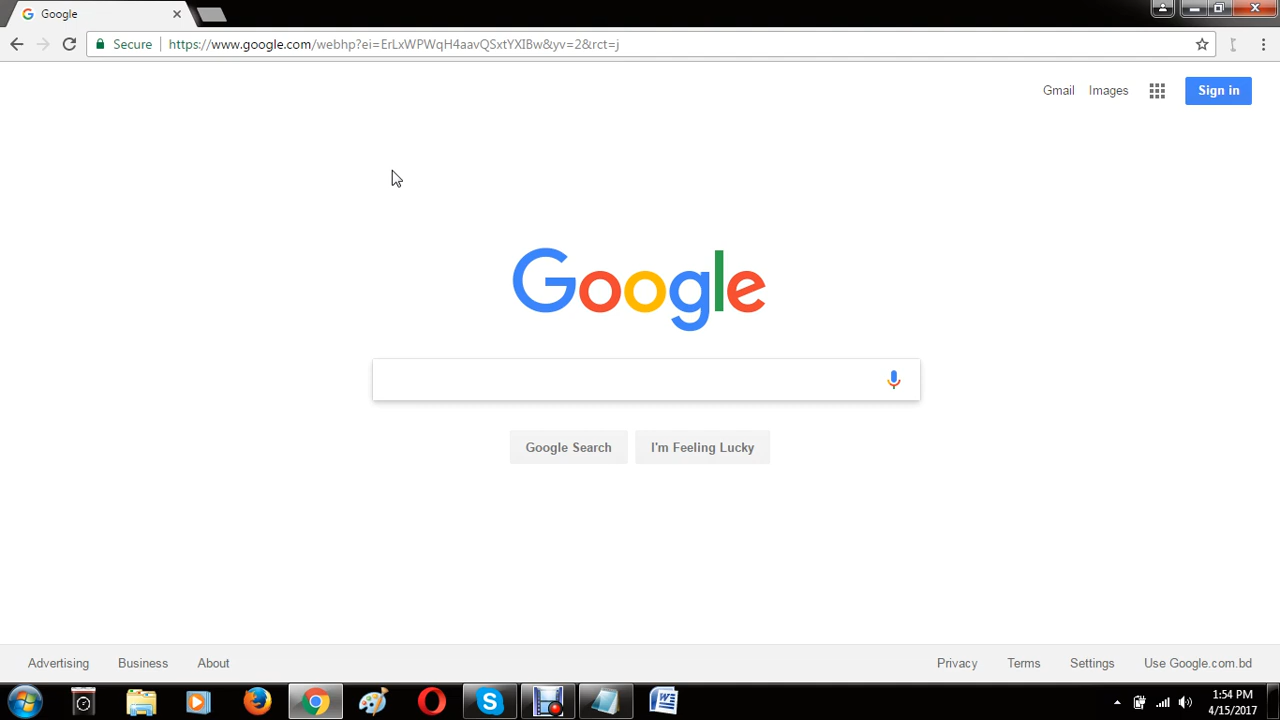 Google
Secure https://www.google.com/webhp?ei=ErLxWPWqH4aavQSxtYXIBw&yv=2&rct=j
Gmail Images Sign in
Google
Google Search I'm Feeling Lucky
Advertising Business About Privacy Terms Settings Use Google.com.bd
1:54 PM
4/15/2017